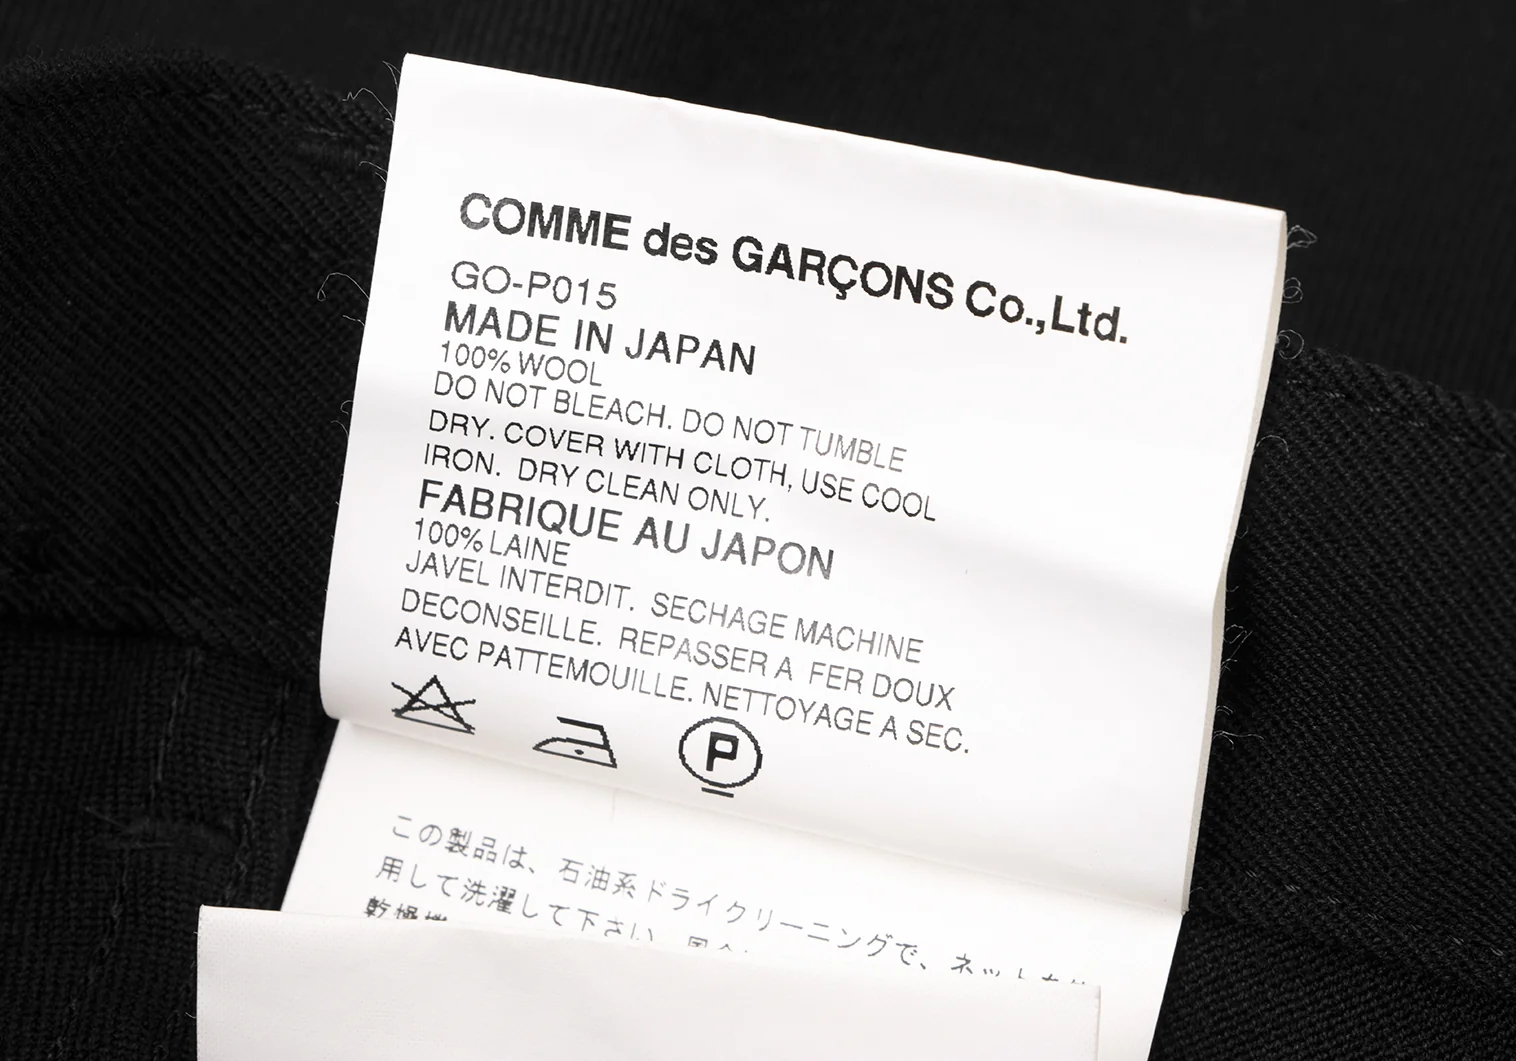 COMME des GARÇONS Co.,Ltd.
GO-P015
MADE IN JAPAN
100% WOOL
DO NOT BLEACH. DO NOT TUMBLE
DRY. COVER WITH CLOTH, USE COOL
IRON. DRY CLEAN ONLY.
FABRIQUE AU JAPON
100% LAINE
JAVEL INTERDIT. SECHAGE MACHINE
DECONSEILLE. REPASSER A FER DOUX
AVEC PATTEMOUILLE. NETTOYAGE A SEC.
P
この製品は、石油系ドライクリーニングで、ネット
用して洗濯して下さい
乾燥機